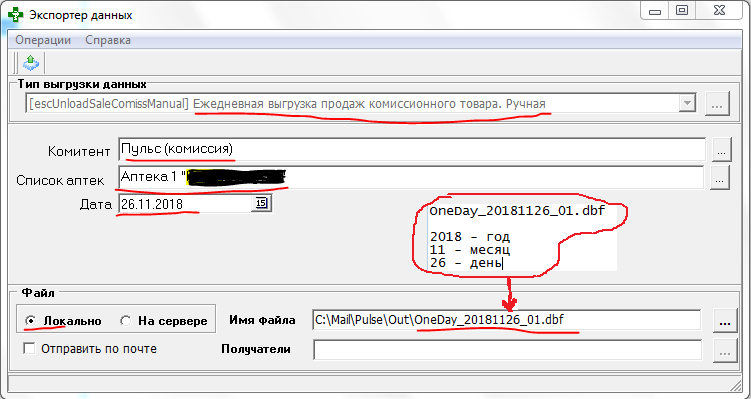 Экспортер данных
Операции Справка
Тип выгрузки данных
[escUnloadSaleComissManual] Ежедневная выгрузка продаж комиссионного товара. Ручная
...
Комитент Пульс (комиссия) ...
Список аптек Аптека 1 " ...
Дата 26.11.2018 15
OneDay_20181126_01.dbf
2018 - год
11 - месяц
26 - день
Файл
Локально На сервере Имя файла C:\Mail\Pulse\Out\OneDay_20181126_01.dbf ...
Отправить по почте Получатели ...